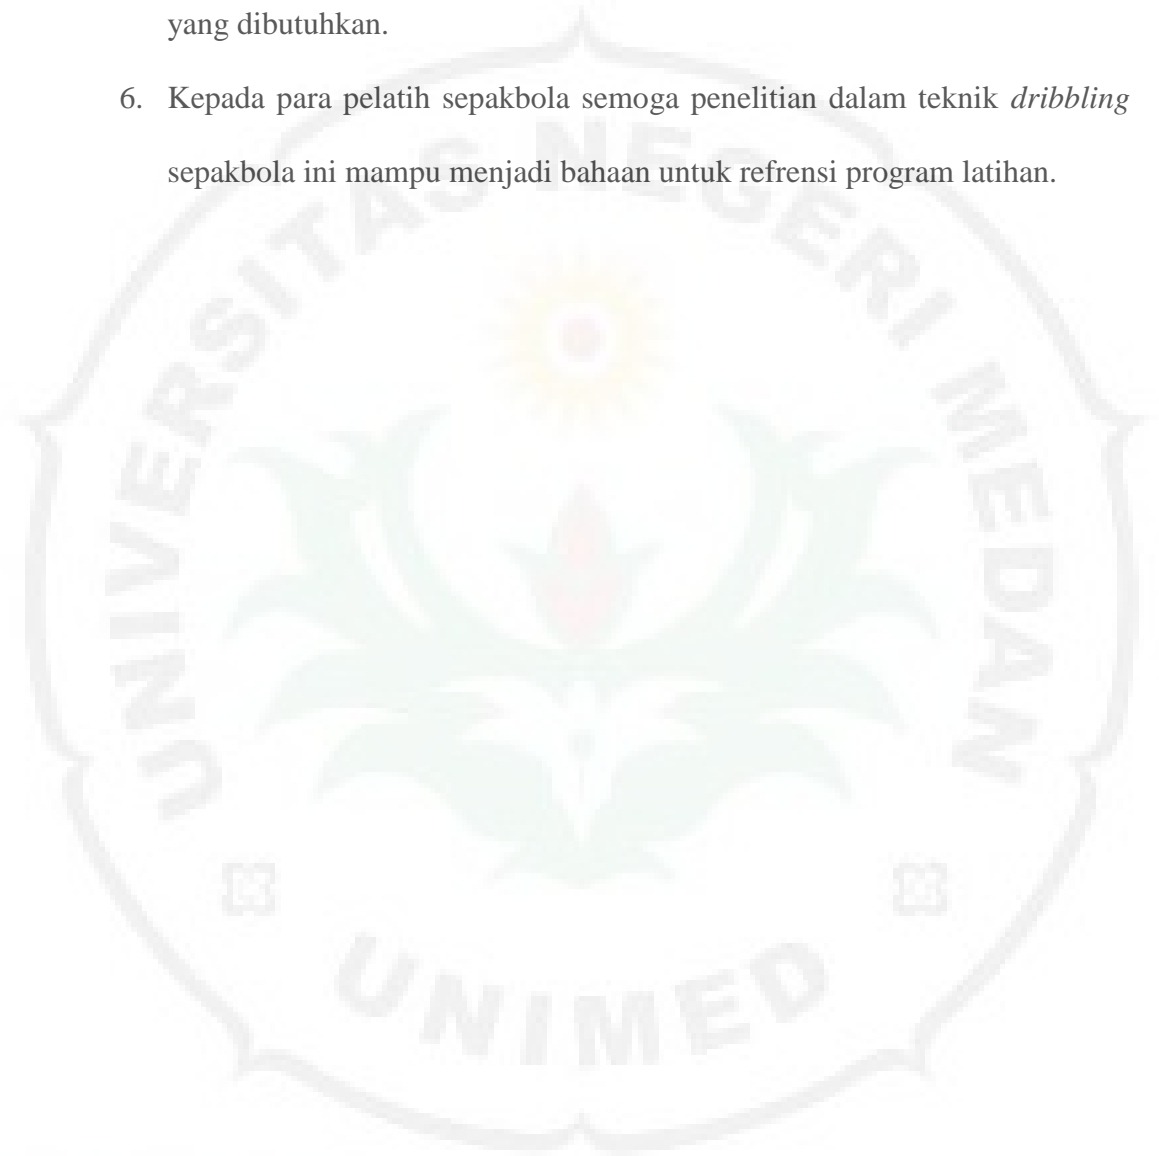 yang dibutuhkan.
6. Kepada para pelatih sepakbola semoga penelitian dalam teknik dribbling
sepakbola ini mampu menjadi bahaan untuk refrensi program latihan.
UNIVERSITAS NEGERI MEDAN
UNIMED